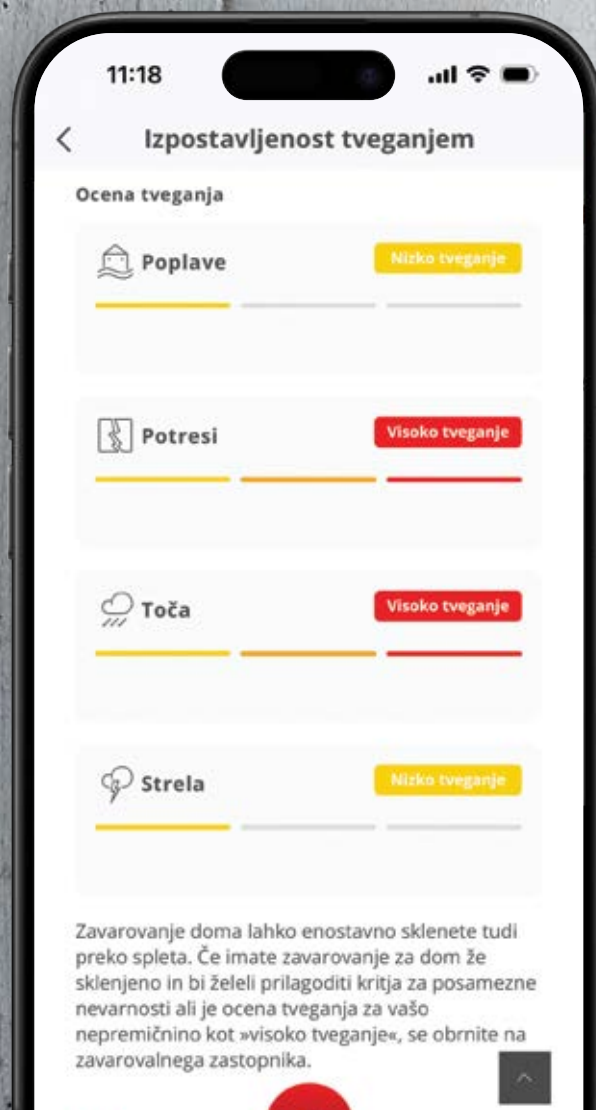 11:18
Izpostavljenost tveganjem
Ocena tveganja
Poplave
Nizko tveganje
Potresi
Visoko tveganje
Toča
Visoko tveganje
Strela
Nizko tveganje
Zavarovanje doma lahko enostavno sklenete tudi
preko spleta. Če imate zavarovanje za dom že
sklenjeno in bi želeli prilagoditi kritja za posamezne
nevarnosti ali je ocena tveganja za vašo
nepremičnino kot »visoko tveganje«, se obrnite na
zavarovalnega zastopnika.